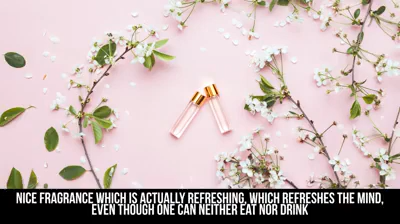 NICE FRAGRANCE WHICH IS ACTUALLY REFRESHING, WHICH REFRESHES THE MIND,
EVEN THOUGH ONE CAN NEITHER EAT NOR DRINK